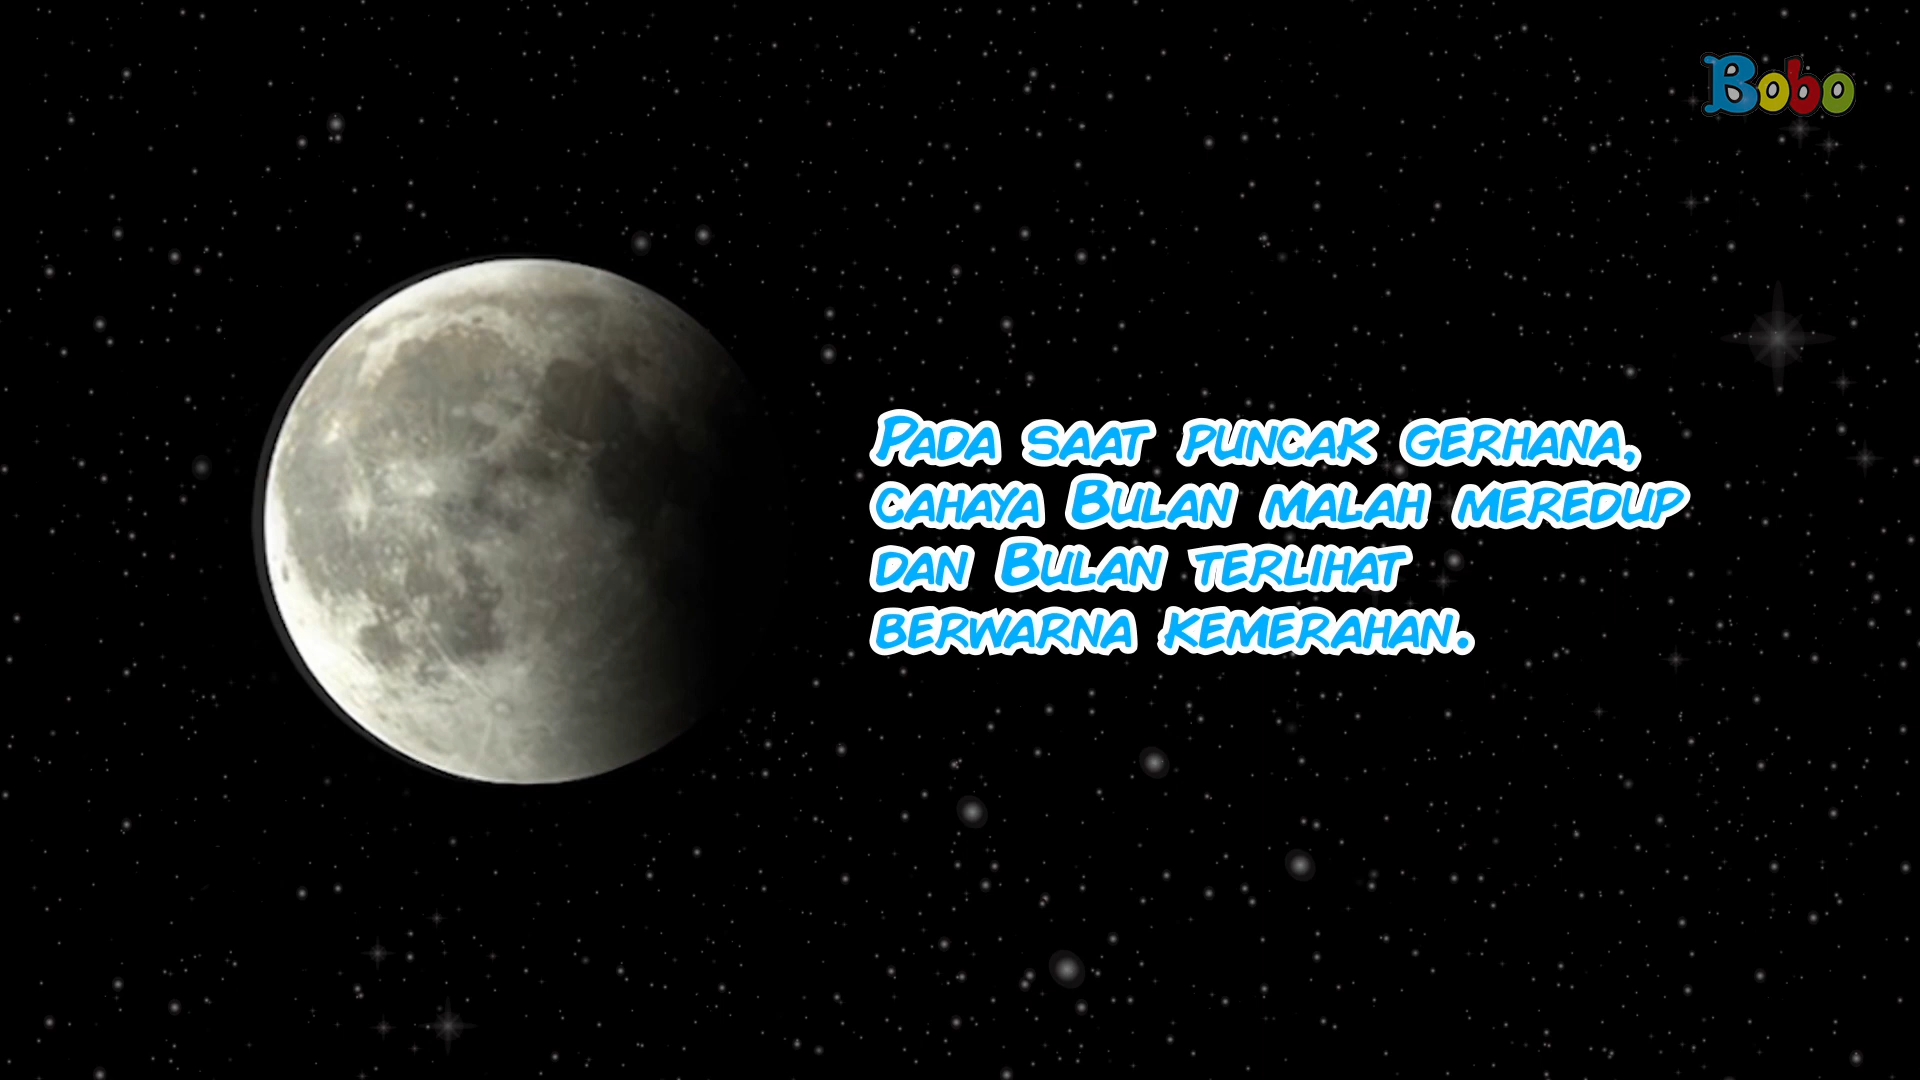 Bobo
Pada saat puncak gerhana,
cahaya Bulan malah meredup
dan Bulan terlihat
berwarna kemerahan.